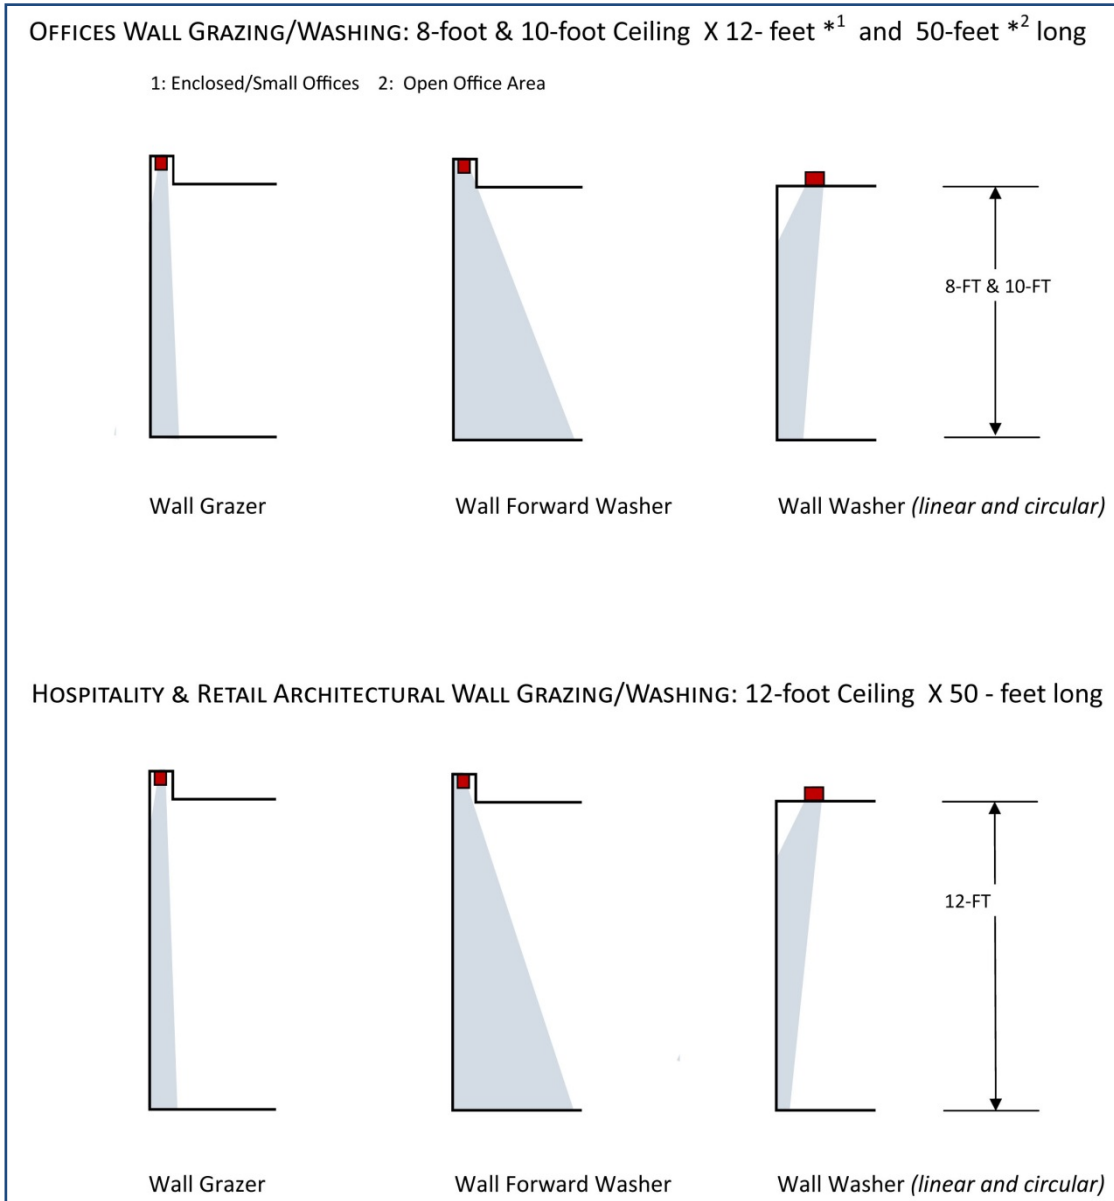 OFFICES WALL GRAZING/WASHING: 8-foot & 10-foot Ceiling X 12- feet *1 and 50-feet *2 long
1: Enclosed/Small Offices 2: Open Office Area
8-FT & 10-FT
Wall Grazer Wall Forward Washer Wall Washer (linear and circular)
HOSPITALITY & RETAIL ARCHITECTURAL WALL GRAZING/WASHING: 12-foot Ceiling X 50 - feet long
12-FT
Wall Grazer Wall Forward Washer Wall Washer (linear and circular)